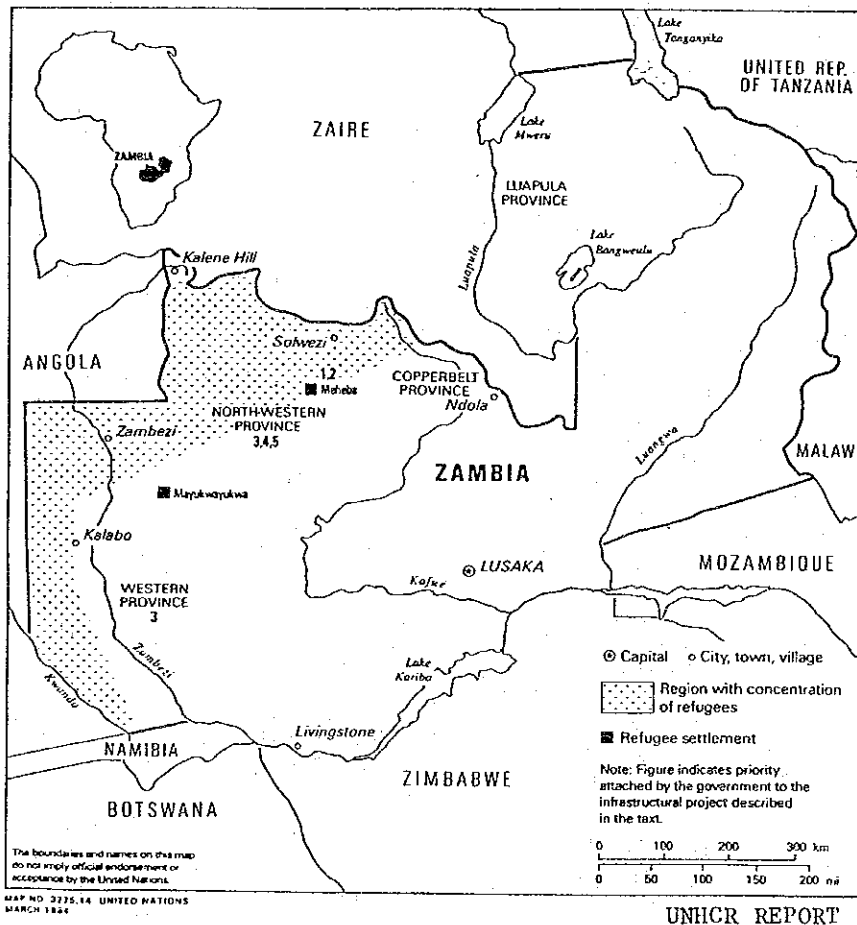 Lake
Tanganyika
UNITED REP.
OF TANZANIA
ZAIRE
Lake
Mweru
ZAMBIA
LUAPULA
PROVINCE
Lake
Bangweulu
Luapula
Kalene Hill
Solwezi
ANGOLA
1,2
Meheba
COPPERBELT
PROVINCE
Ndola
NORTH-WESTERN
PROVINCE
3,4,5
Zambezi
Luangwa
MALAW
ZAMBIA
Mayukwayukwa
Kalabo
LUSAKA
MOZAMBIQUE
Kafue
WESTERN
PROVINCE
3
Zambezi
Kwando
Lake
Kariba
Capital
City, town, village
Region with concentration
of refugees
Refugee settlement
Livingstone
NAMIBIA
ZIMBABWE
BOTSWANA
Note: Figure indicates priority
attached by the government to the
infrastructural project described
in the text.
0 100 200 300 km
0 50 100 150 200 mi
The boundaries and names on this map
do not imply official endorsement or
acceptance by the United Nations.
MAP NO. 3275.14 UNITED NATIONS
MARCH 1984
UNHCR REPORT